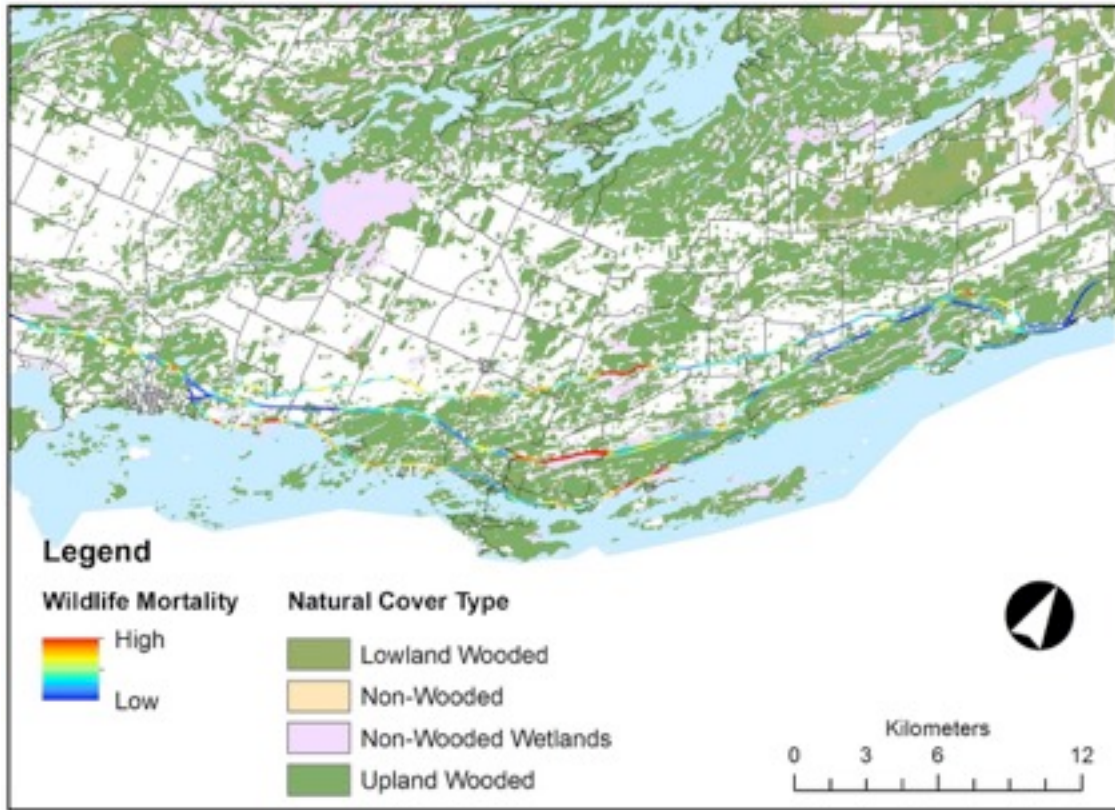 Legend
Wildlife Mortality
High
Low
Natural Cover Type
Lowland Wooded
Non-Wooded
Non-Wooded Wetlands
Upland Wooded
Kilometers
0 3 6 12